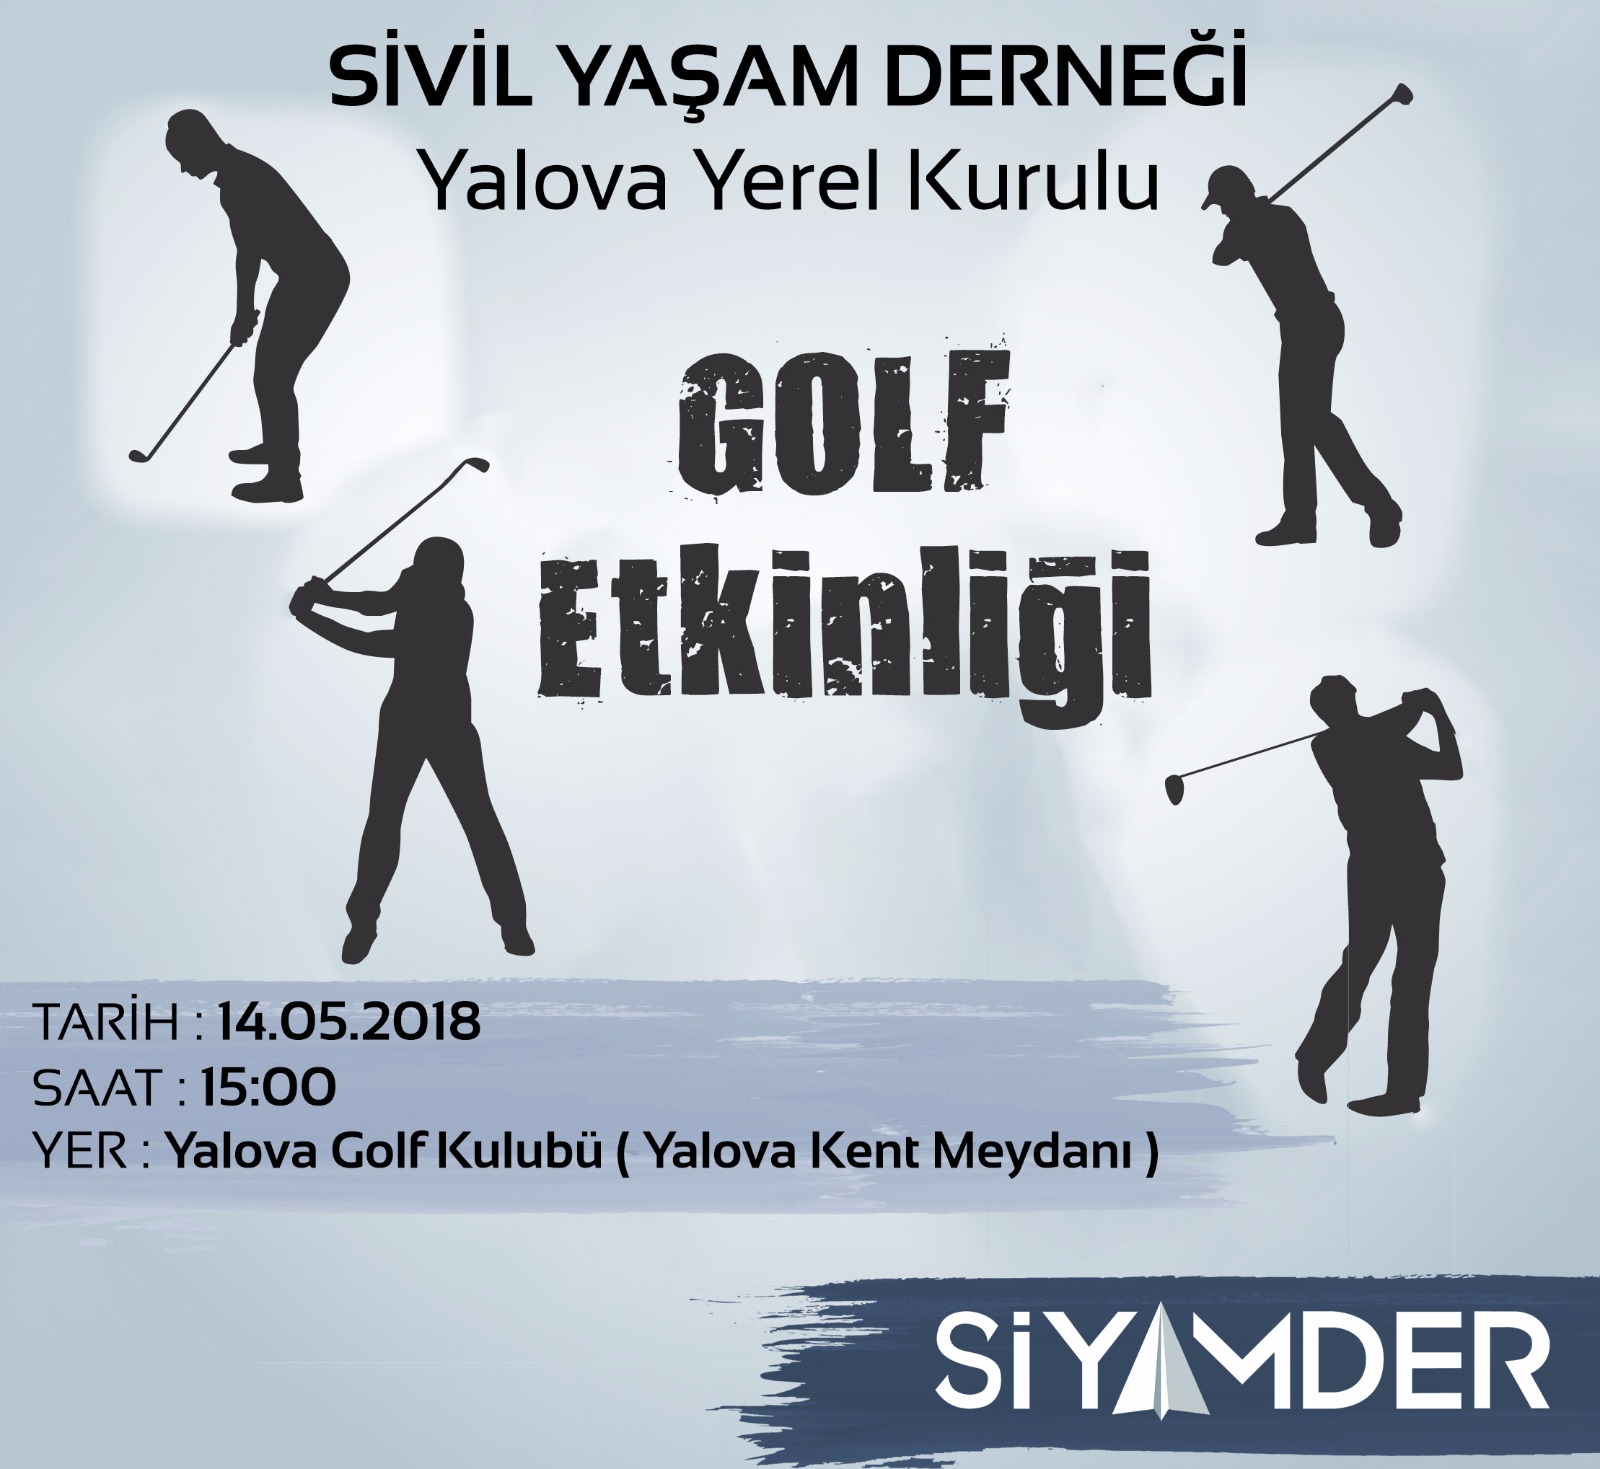 SİVİL YAŞAM DERNEĞİ
Yalova Yerel Kurulu
GOLF
Etkinliği
TARİH : 14.05.2018
SAAT : 15:00
YER : Yalova Golf Kulubü ( Yalova Kent Meydanı )
SİYAMDER